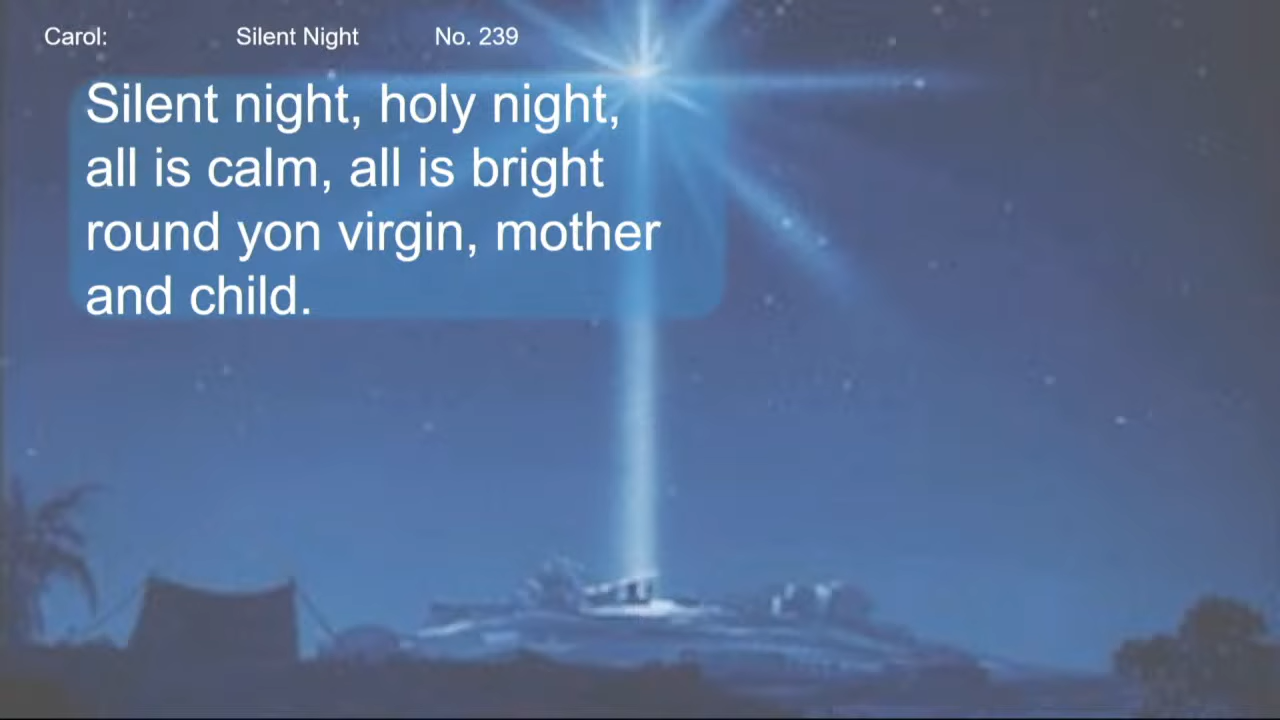 Carol: Silent Night No. 239
Silent night, holy night,
all is calm, all is bright
round yon virgin, mother
and child.